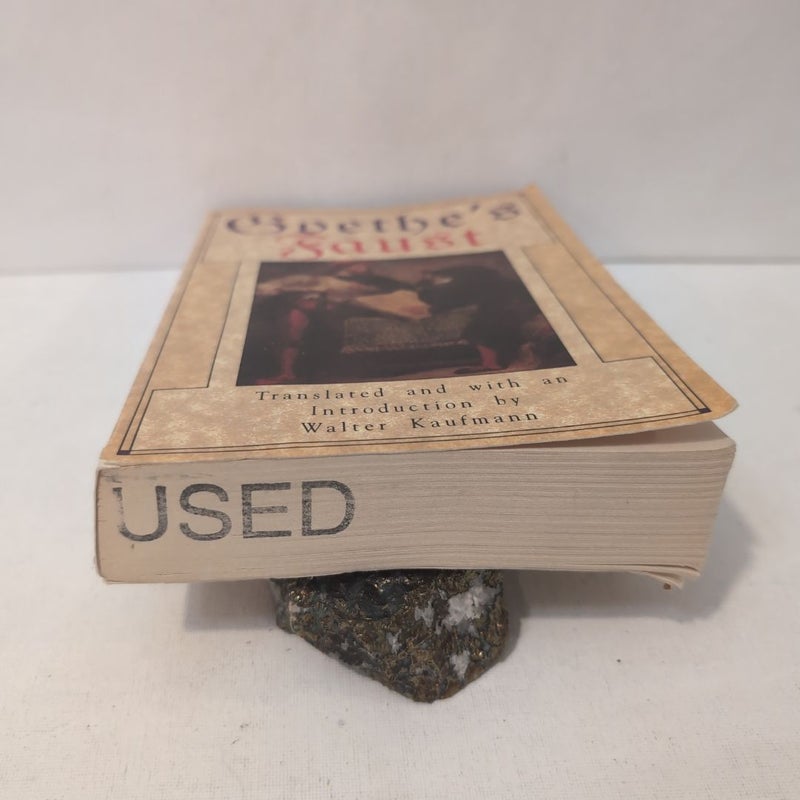 Goethe's
Faust
Translated and with an
Introduction by
Walter Kaufmann
USED